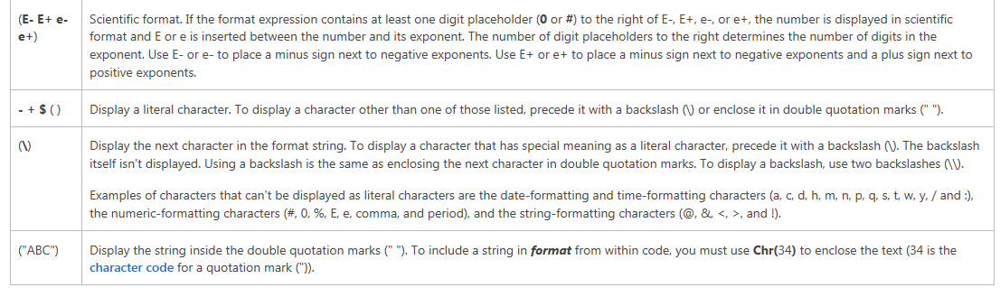 (E- E+ e- Scientific format. If the format expression contains at least one digit placeholder (0 or #) to the right of E-, E+, e-, or e+, the number is displayed in scientific
e+) format and E or e is inserted between the number and its exponent. The number of digit placeholders to the right determines the number of digits in the
exponent. Use E- or e- to place a minus sign next to negative exponents. Use E+ or e+ to place a minus sign next to negative exponents and a plus sign next to
positive exponents.
- + $ ( ) Display a literal character. To display a character other than one of those listed, precede it with a backslash (\) or enclose it in double quotation marks (" ").
(\) Display the next character in the format string. To display a character that has special meaning as a literal character, precede it with a backslash (\). The backslash
itself isn't displayed. Using a backslash is the same as enclosing the next character in double quotation marks. To display a backslash, use two backslashes (\\).
Examples of characters that can't be displayed as literal characters are the date-formatting and time-formatting characters (a, c, d, h, m, n, p, q, s, t, w, y, / and :),
the numeric-formatting characters (#, 0, %, E, e, comma, and period), and the string-formatting characters (@, &, <, >, and !).
("ABC") Display the string inside the double quotation marks (" "). To include a string in format from within code, you must use Chr(34) to enclose the text (34 is the
character code for a quotation mark (")).